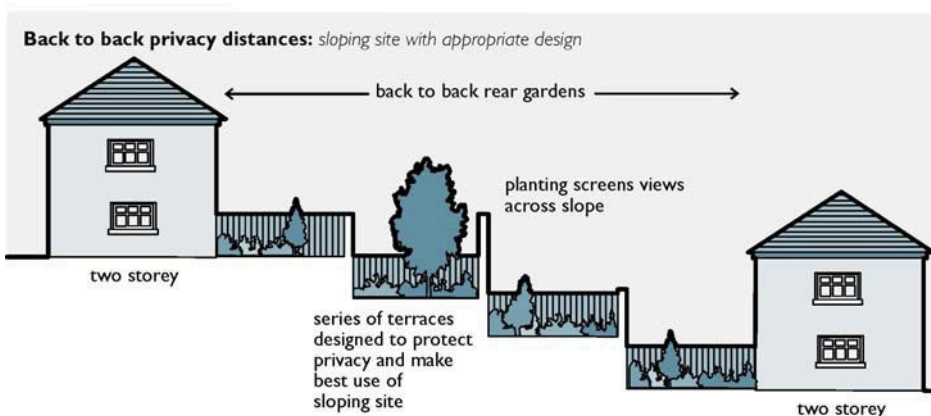 Back to back privacy distances: sloping site with appropriate design
back to back rear gardens
planting screens views
across slope
two storey
series of terraces
designed to protect
privacy and make
best use of
sloping site
two storey